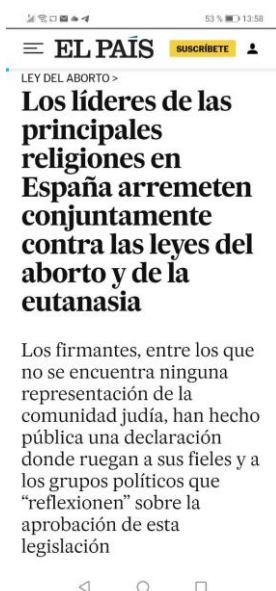 53 % 13:58
EL PAÍS SUSCRÍBETE
LEY DEL ABORTO >
Los líderes de las
principales
religiones en
España arremeten
conjuntamente
contra las leyes del
aborto y de la
eutanasia
Los firmantes, entre los que
no se encuentra ninguna
representación de la
comunidad judía, han hecho
pública una declaración
donde ruegan a sus fieles y a
los grupos políticos que
“reflexionen” sobre la
aprobación de esta
legislación